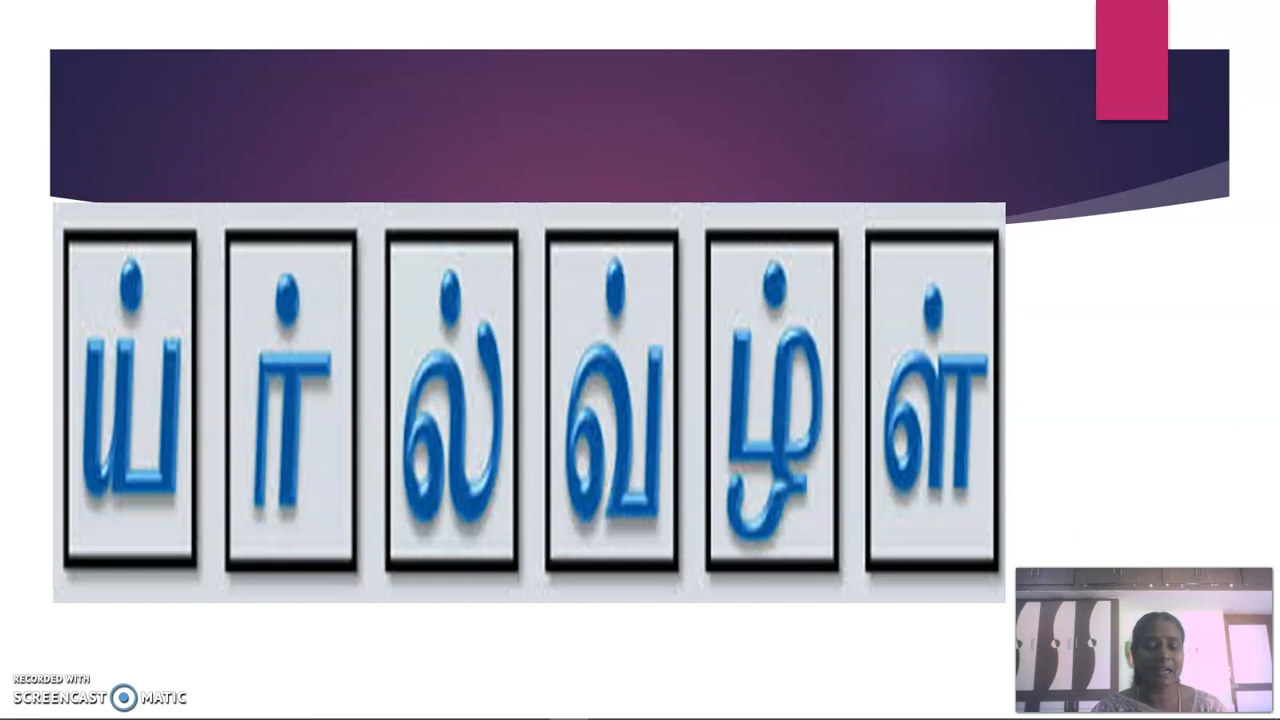 ய் ர் ல் வ் ழ் ள்
RECORDED WITH
SCREENCAST MATIC